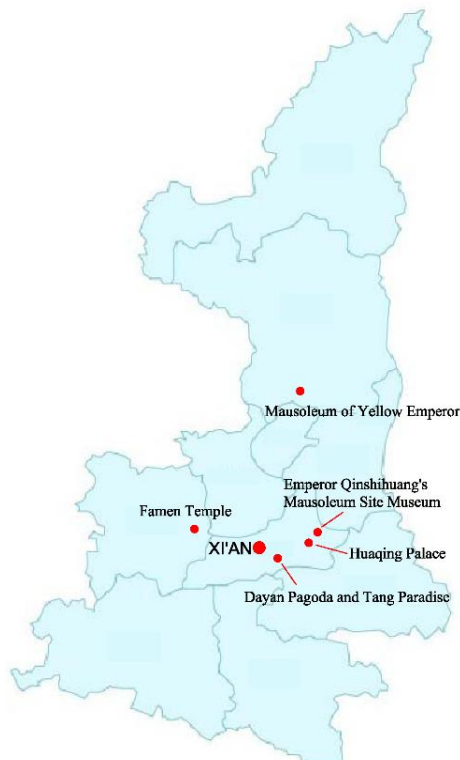 Mausoleum of Yellow Emperor
Emperor Qinshihuang's
Mausoleum Site Museum
Famen Temple
XI'AN
Huaqing Palace
Dayan Pagoda and Tang Paradise